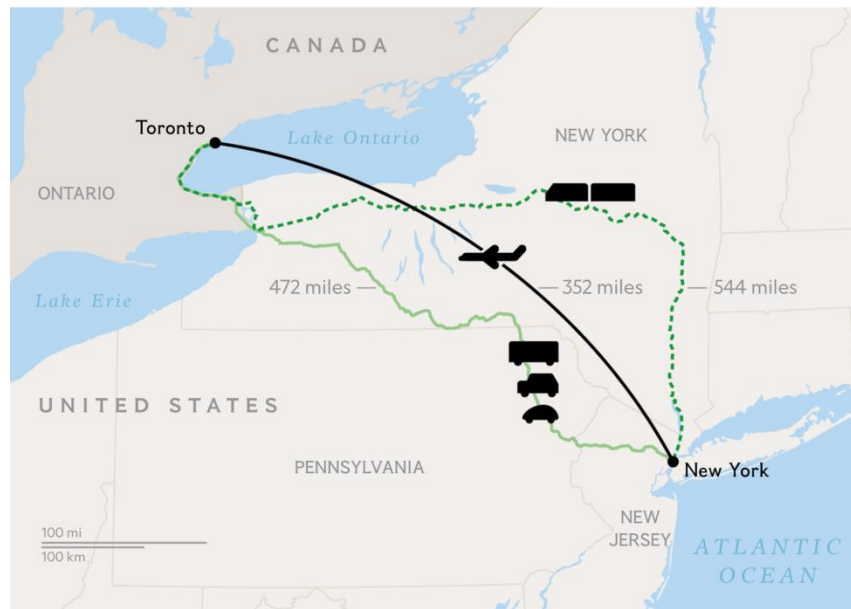 CANADA
Toronto
Lake Ontario
NEW YORK
ONTARIO
Lake Erie
472 miles
352 miles
544 miles
UNITED STATES
PENNSYLVANIA
New York
NEW
JERSEY
ATLANTIC
OCEAN
100 mi
100 km